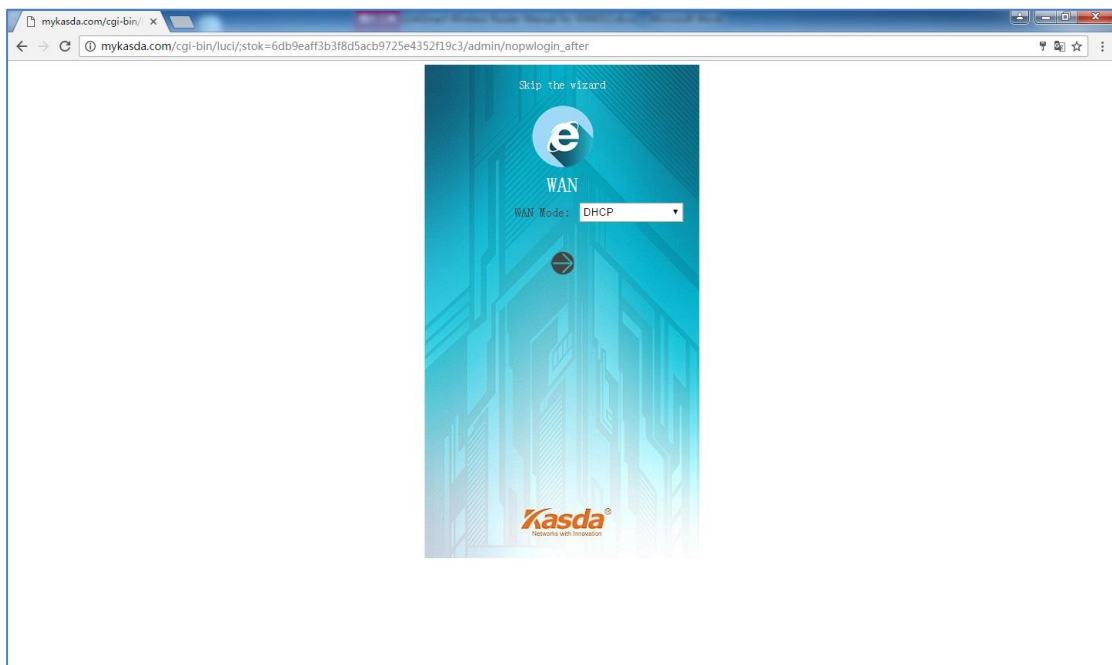 mykasda.com/cgi-bin/l
mykasda.com/cgi-bin/luci/;stok=6db9eaff3b3f8d5acb9725e4352f19c3/admin/nopwlogin_after
Skip the wizard
WAN
WAN Mode: DHCP
Kasda®
Networks with Innovation